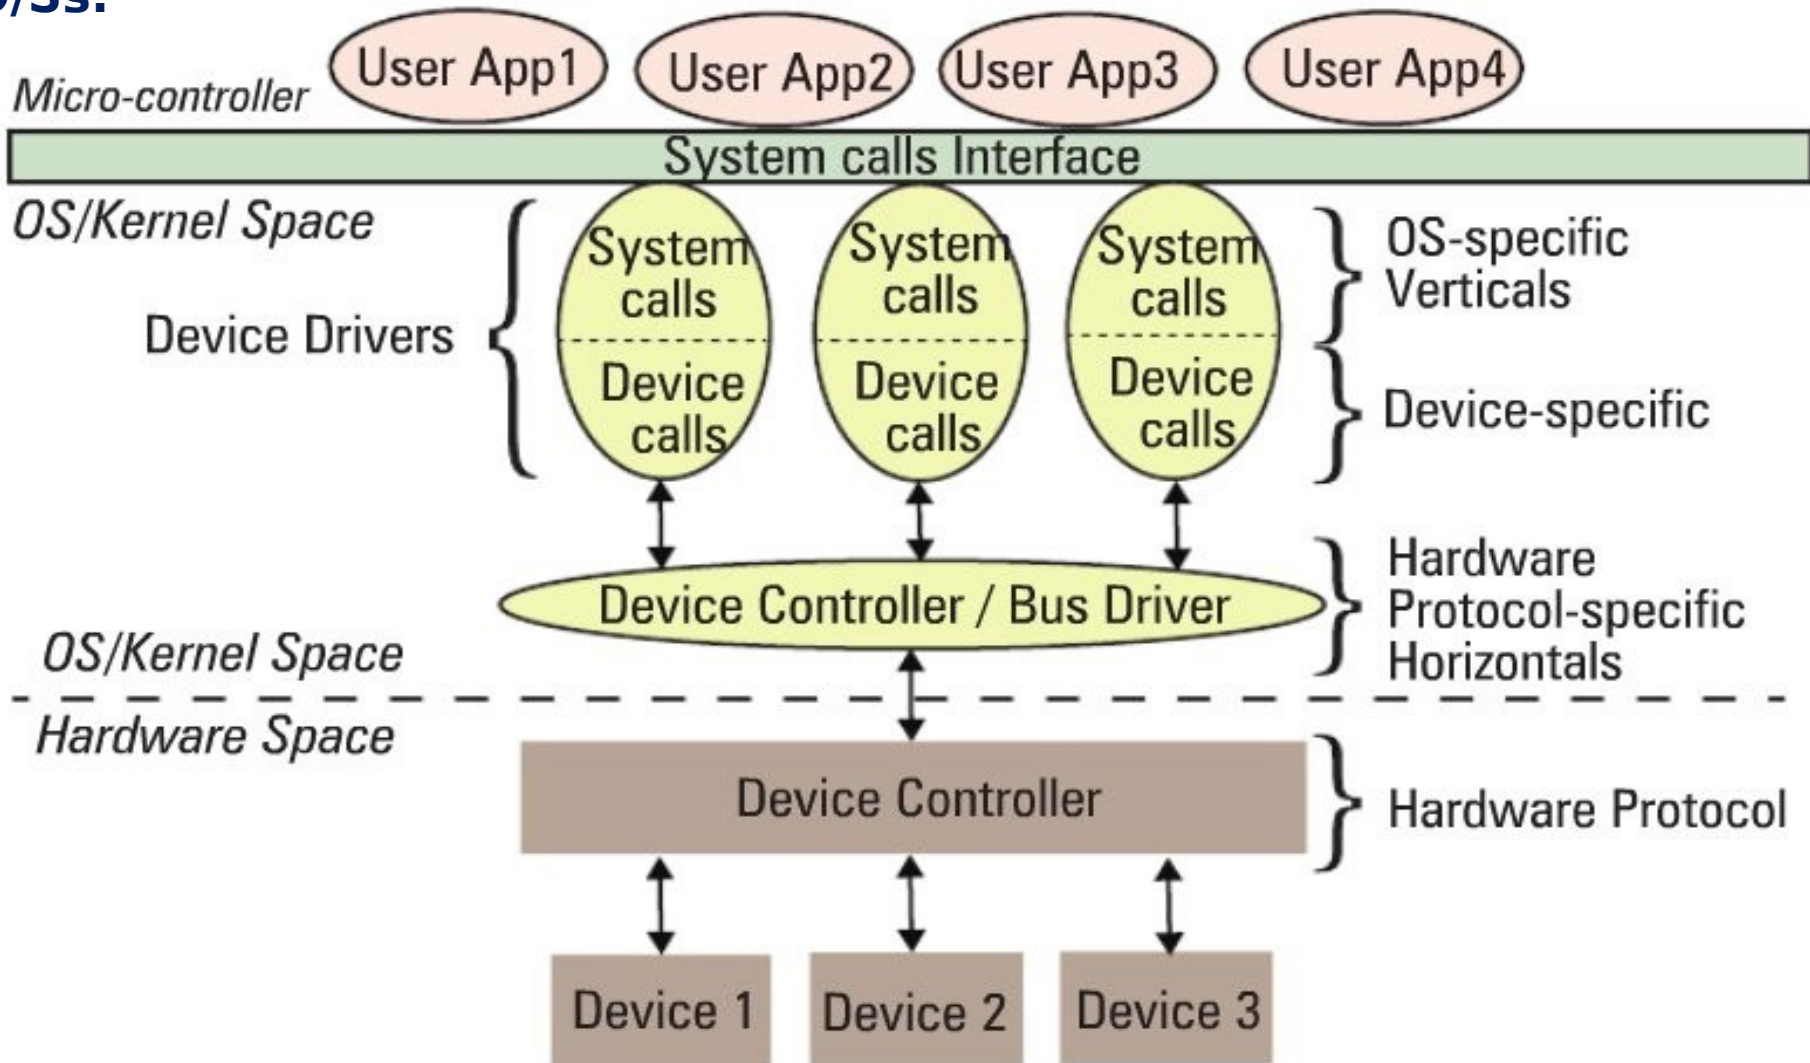 User App1
User App2
User App3
User App4
Micro-controller
System calls Interface
OS/Kernel Space
Device Drivers
System
calls
Device
calls
System
calls
Device
calls
System
calls
Device
calls
OS-specific
Verticals
Device-specific
Device Controller / Bus Driver
Hardware
Protocol-specific
Horizontals
OS/Kernel Space
Hardware Space
Device Controller
Hardware Protocol
Device 1
Device 2
Device 3